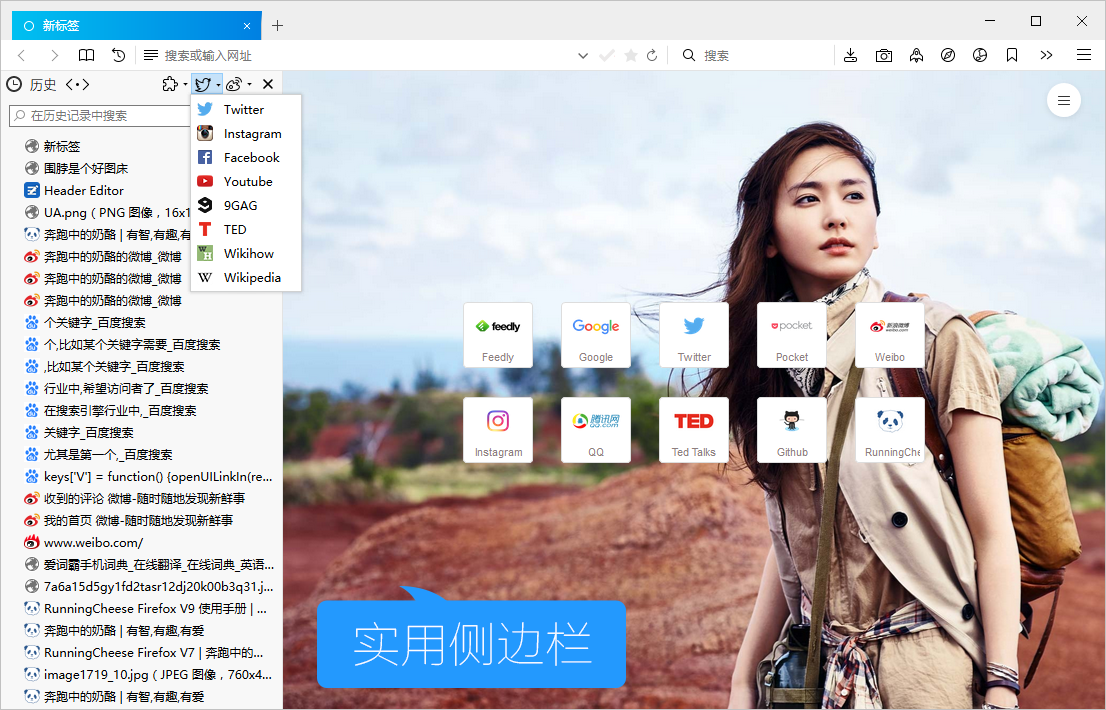 新标签
搜索或输入网址
搜索
历史
在历史记录中搜索
Twitter
Instagram
Facebook
Youtube
9GAG
TED
Wikihow
Wikipedia
新标签
围脖是个好图床
Header Editor
UA.png ( PNG 图像，16x1
奔跑中的奶酪 | 有智,有趣,有
奔跑中的奶酪的微博_微博
奔跑中的奶酪的微博_微博
奔跑中的奶酪的微博_微博
个关键字_百度搜索
个,比如某个关键字需要_百度搜索
,比如某个关键字_百度搜索
行业中,希望访问者了_百度搜索
在搜索引擎行业中,_百度搜索
关键字_百度搜索
尤其是第一个,_百度搜索
keys['V'] = function() {openUILinkIn(re...
收到的评论 微博-随时随地发现新鲜事
我的首页 微博-随时随地发现新鲜事
www.weibo.com/
爱词霸手机词典_在线翻译_在线词典_英语...
7a6a15d5gy1fd2tasr12dj20k00b3q31.j...
RunningCheese Firefox V9 使用手册 | ...
奔跑中的奶酪 | 有智,有趣,有爱
RunningCheese Firefox V7 | 奔跑中的...
image1719_10.jpg ( JPEG 图像，760x4...
奔跑中的奶酪 | 有智,有趣,有爱
feedly
Feedly
Google
Google
Twitter
pocket
Pocket
新浪微博
weibo.com
Weibo
Instagram
腾讯网
QQ.com
QQ
TED
Ted Talks
Github
RunningChe
实用侧边栏